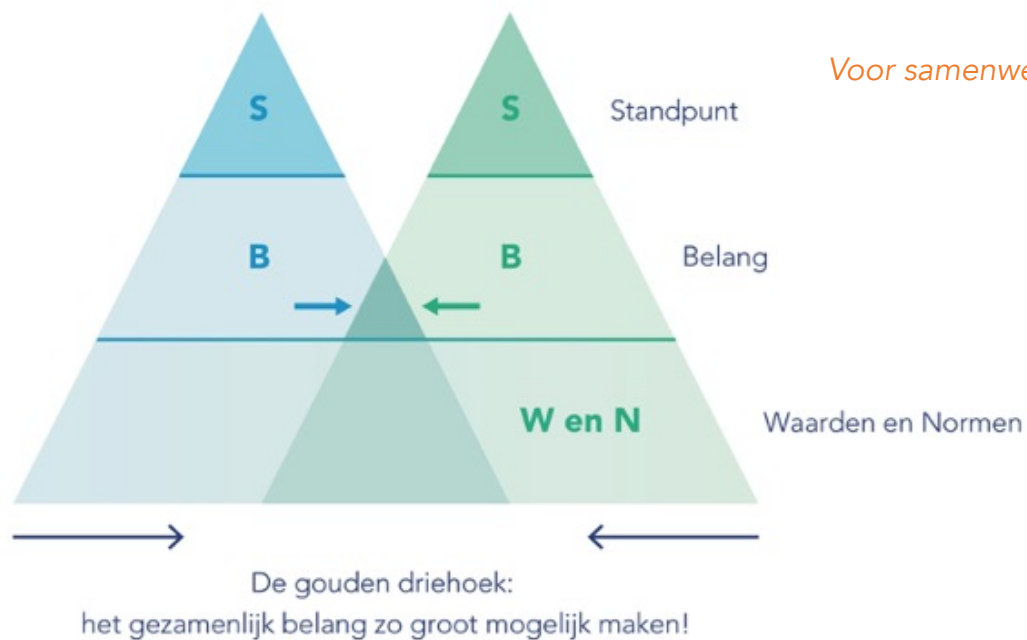 Voor samenwe
S
S
Standpunt
B
B
Belang
W en N
Waarden en Normen
De gouden driehoek:
het gezamenlijk belang zo groot mogelijk maken!